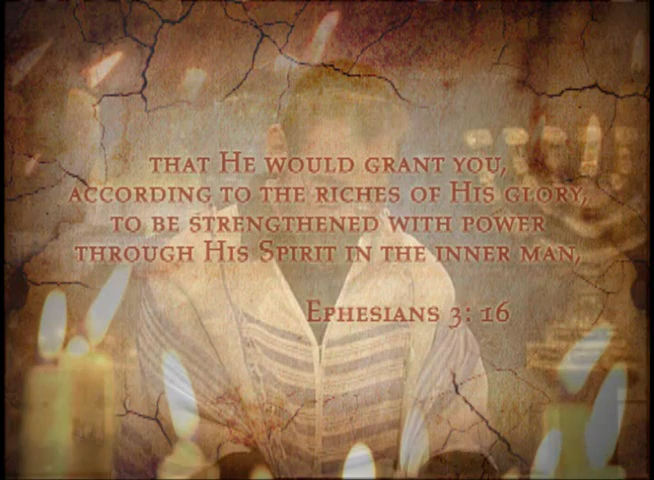 that He would grant you,
according to the riches of His glory,
to be strengthened with power
through His Spirit in the inner man,
Ephesians 3: 16